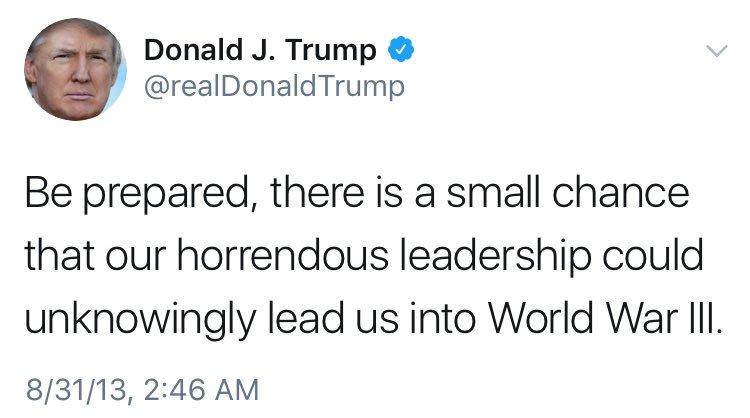 Donald J. Trump
@realDonaldTrump
Be prepared, there is a small chance
that our horrendous leadership could
unknowingly lead us into World War III.
8/31/13, 2:46 AM